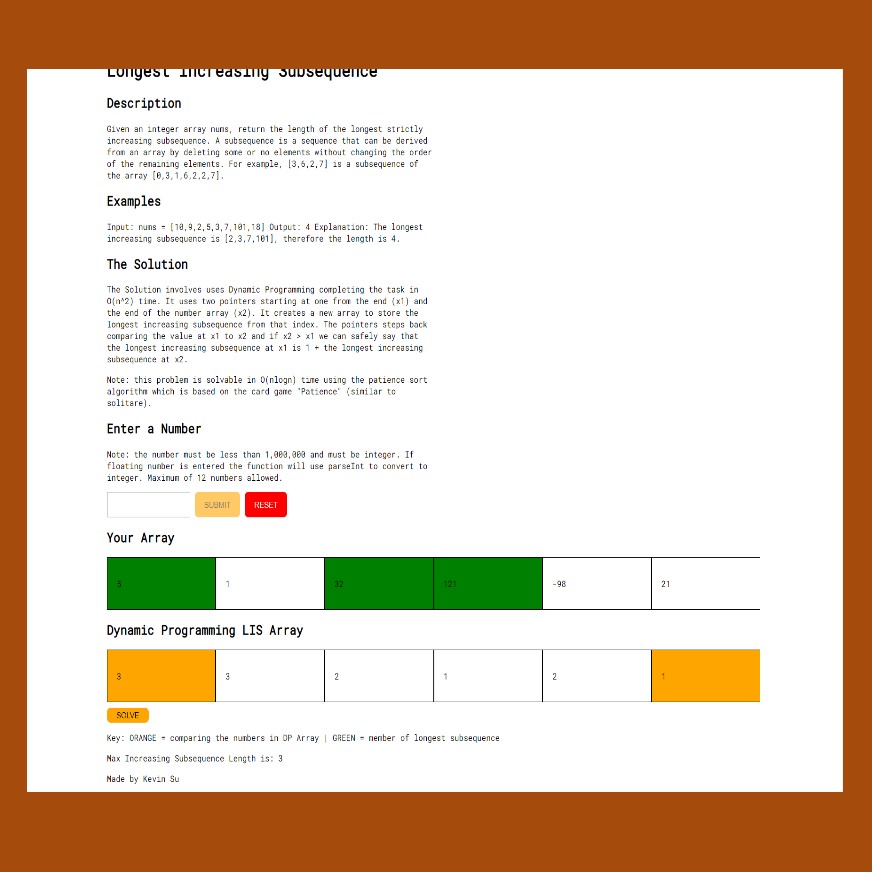 Longest Increasing Subsequence
Description
Given an integer array nums, return the length of the longest strictly
increasing subsequence. A subsequence is a sequence that can be derived
from an array by deleting some or no elements without changing the order
of the remaining elements. For example, [3,6,2,7] is a subsequence of
the array [0,3,1,6,2,2,7].
Examples
Input: nums = [10,9,2,5,3,7,101,18] Output: 4 Explanation: The longest
increasing subsequence is [2,3,7,101], therefore the length is 4.
The Solution
The Solution involves uses Dynamic Programming completing the task in
O(n^2) time. It uses two pointers starting at one from the end (x1) and
the end of the number array (x2). It creates a new array to store the
longest increasing subsequence from that index. The pointers steps back
comparing the value at x1 to x2 and if x2 > x1 we can safely say that
the longest increasing subsequence at x1 is 1 + the longest increasing
subsequence at x2.
Note: this problem is solvable in O(nlogn) time using the patience sort
algorithm which is based on the card game "Patience" (similar to
solitare).
Enter a Number
Note: the number must be less than 1,000,000 and must be integer. If
floating number is entered the function will use parseInt to convert to
integer. Maximum of 12 numbers allowed.
SUBMIT RESET
Your Array
5 1 32 121 -98 21
Dynamic Programming LIS Array
3 3 2 1 2 1
SOLVE
Key: ORANGE = comparing the numbers in DP Array | GREEN = member of longest subsequence
Max Increasing Subsequence Length is: 3
Made by Kevin Su